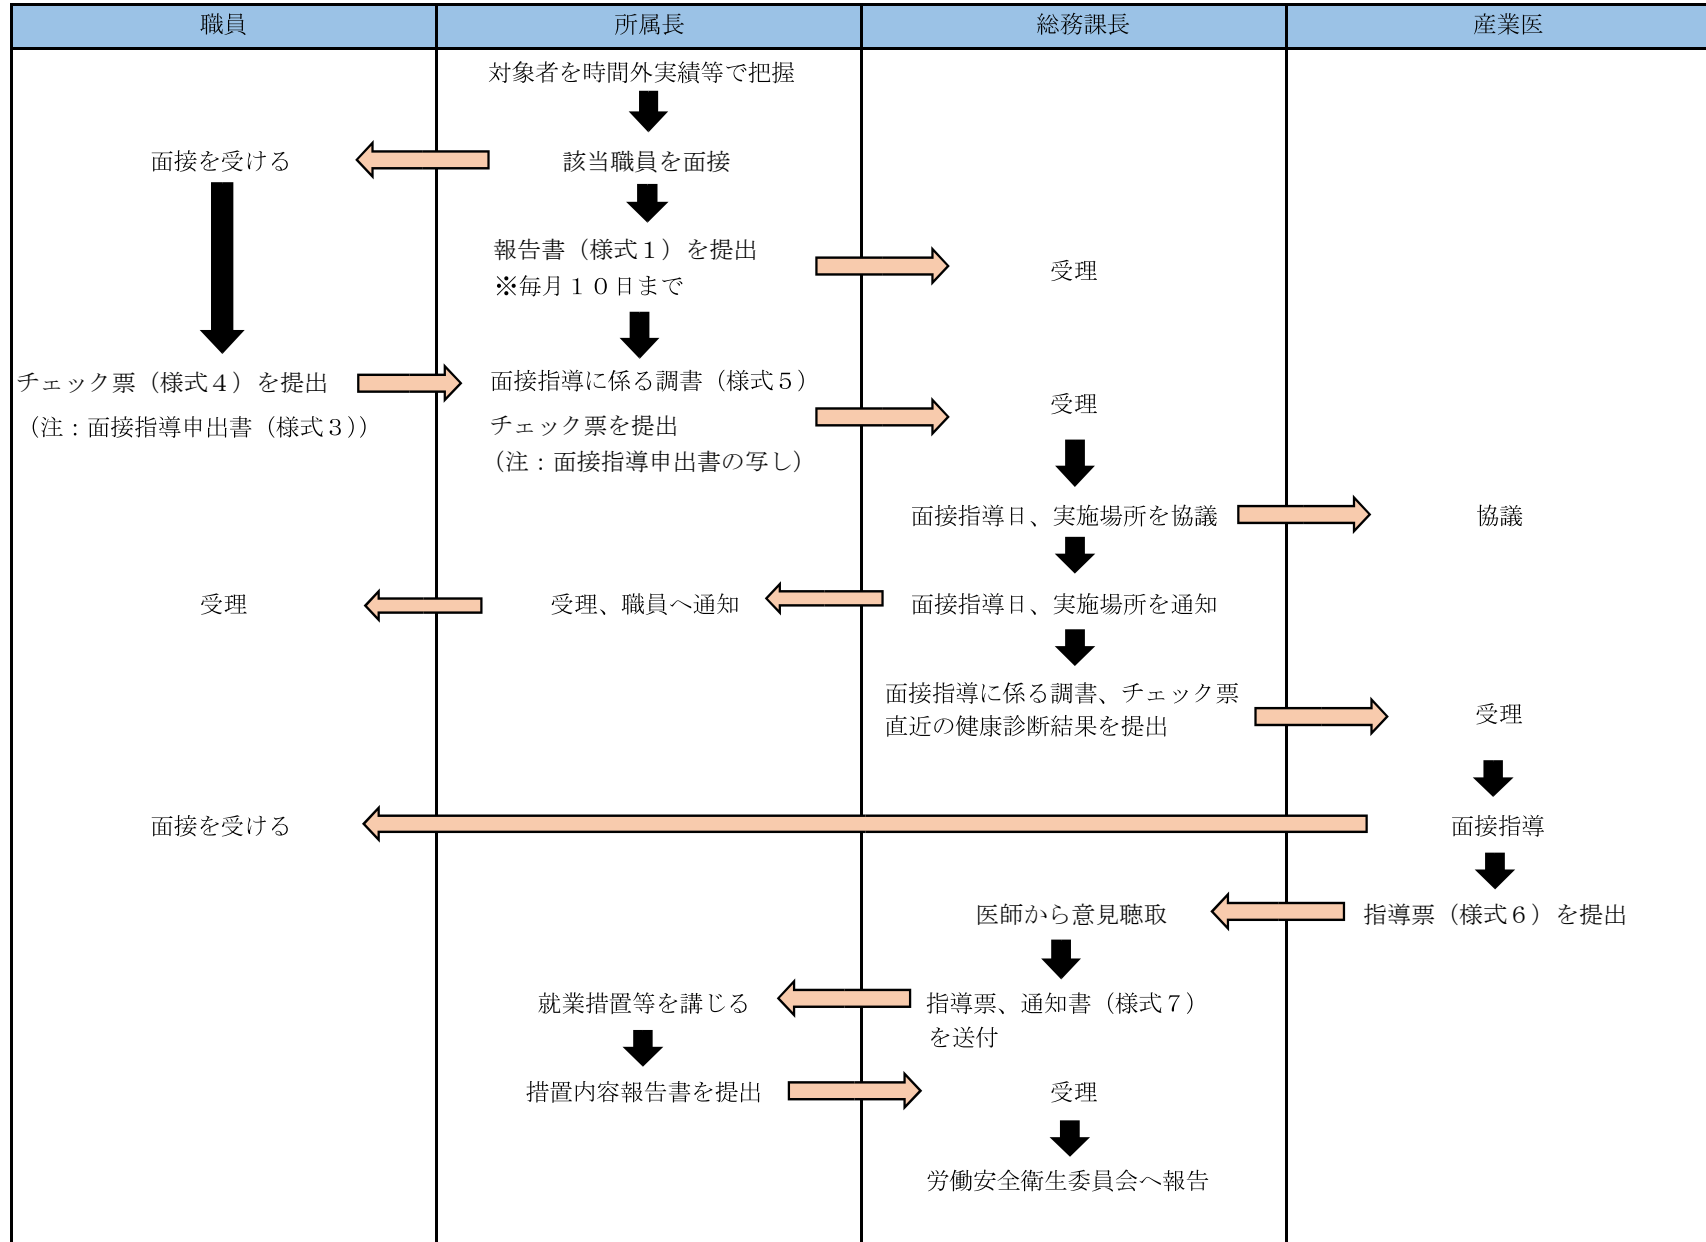 職員
所属長
総務課長
産業医
対象者を時間外実績等で把握
面接を受ける
該当職員を面接
報告書（様式１）を提出
※毎月１０日まで
受理
チェック票（様式４）を提出
（注：面接指導申出書（様式３））
面接指導に係る調書（様式５）
チェック票を提出
（注：面接指導申出書の写し）
受理
面接指導日、実施場所を協議
協議
受理
受理、職員へ通知
面接指導日、実施場所を通知
面接指導に係る調書、チェック票
直近の健康診断結果を提出
受理
面接を受ける
面接指導
医師から意見聴取
指導票（様式６）を提出
就業措置等を講じる
指導票、通知書（様式７）
を送付
措置内容報告書を提出
受理
労働安全衛生委員会へ報告